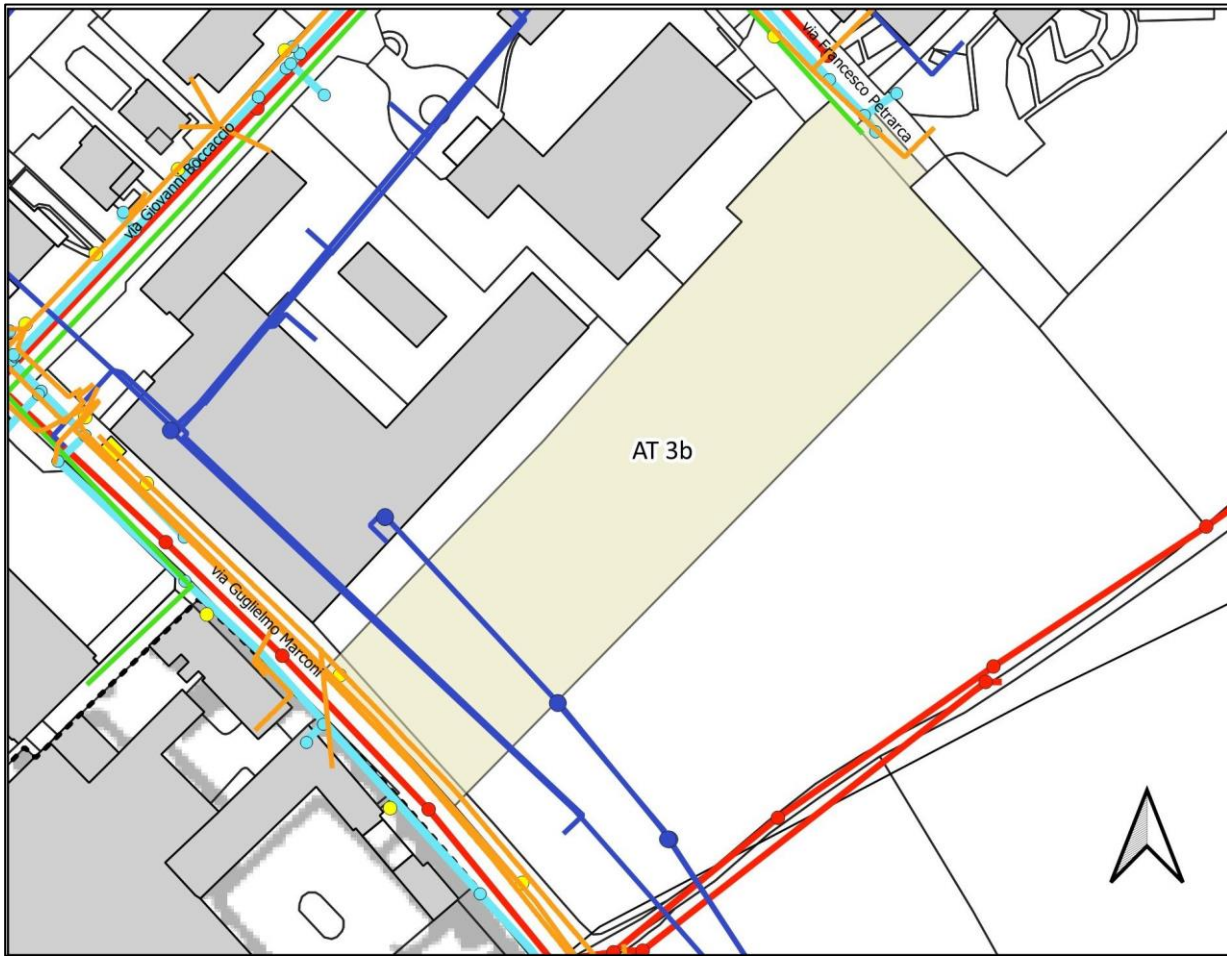 via Francesco Petrarca
via Giovanni Boccaccio
AT 3b
via Guglielmo Marconi